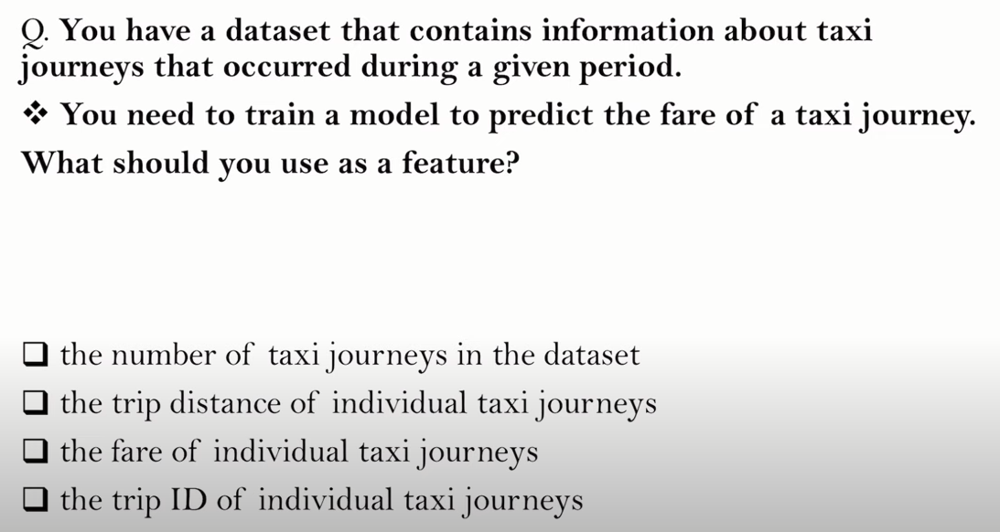 Q. You have a dataset that contains information about taxi
journeys that occurred during a given period.
❖ You need to train a model to predict the fare of a taxi journey.
What should you use as a feature?
❑ the number of taxi journeys in the dataset
❑ the trip distance of individual taxi journeys
❑ the fare of individual taxi journeys
❑ the trip ID of individual taxi journeys